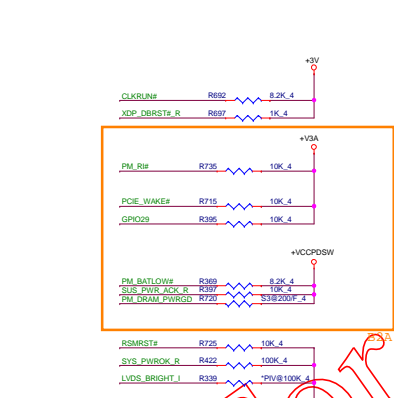 +3V
CLKRUN# R692 8.2K_4
XDP_DBRST#_R R697 1K_4
+V3A
PM_RI# R735 10K_4
PCIE_WAKE# R715 10K_4
GPIO29 R395 10K_4
+VCCPDSW
PM_BATLOW# R369 8.2K_4
SUS_PWR_ACK_R R397 10K_4
PM_DRAM_PWRGD R720 S3@200/F_4
B2A
RSMRST# R725 10K_4
SYS_PWROK_R R422 100K_4
LVDS_BRIGHT_I R339 *PIV@100K_4